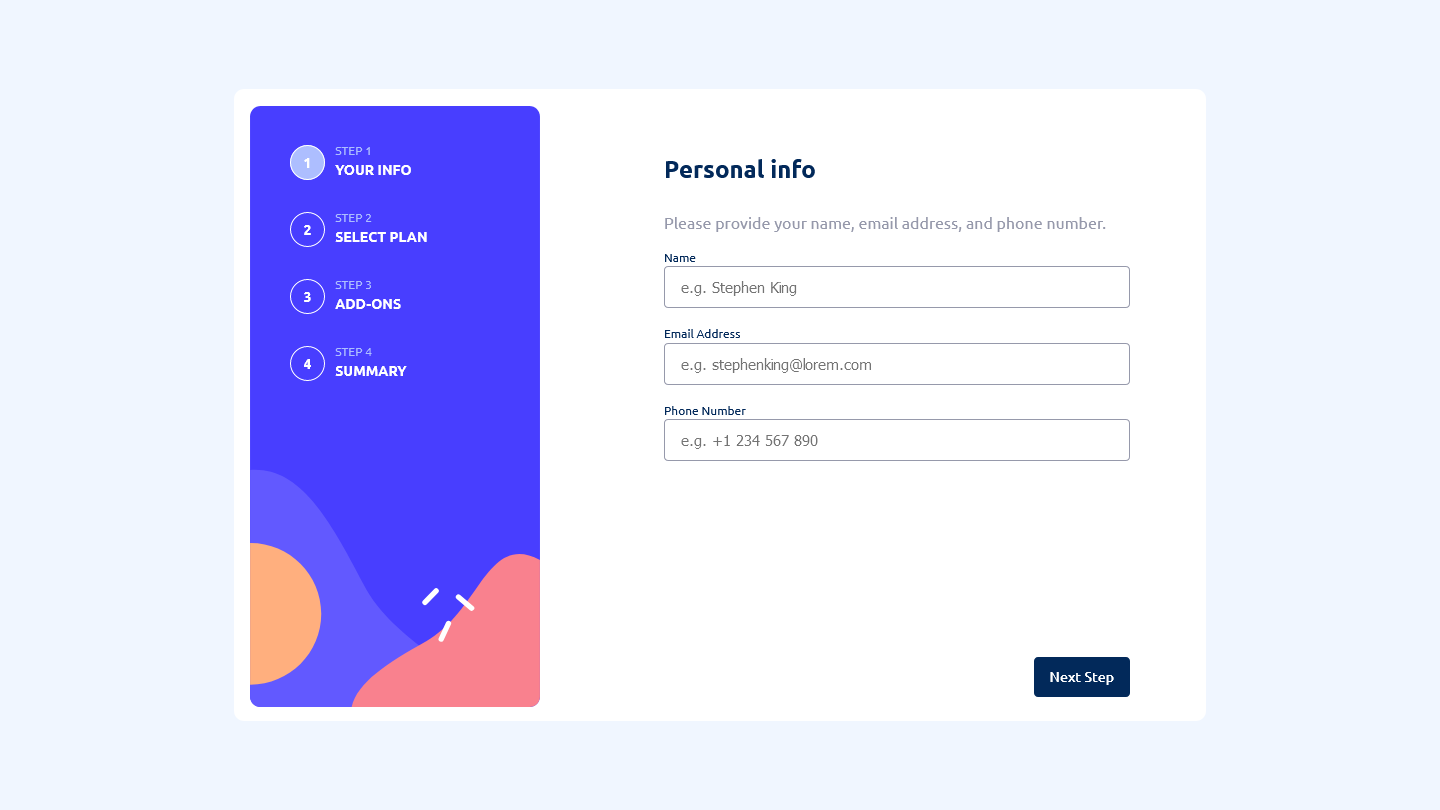 1
STEP 1
YOUR INFO
2
STEP 2
SELECT PLAN
3
STEP 3
ADD-ONS
4
STEP 4
SUMMARY
Personal info
Please provide your name, email address, and phone number.
Name
e.g. Stephen King
Email Address
e.g. stephenking@lorem.com
Phone Number
e.g. +1 234 567 890
Next Step